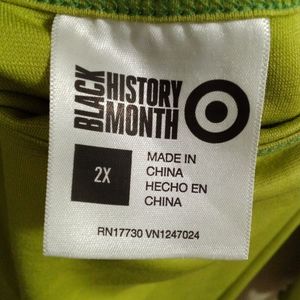 BLACK
HISTORY
MONTH
2X
MADE IN
CHINA
HECHO EN
CHINA
RN17730 VN1247024